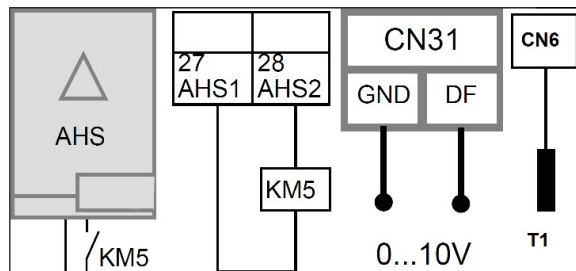 AHS
KM5
27 28
AHS1 AHS2
KM5
CN31
GND DF
0...10V
CN6
T1